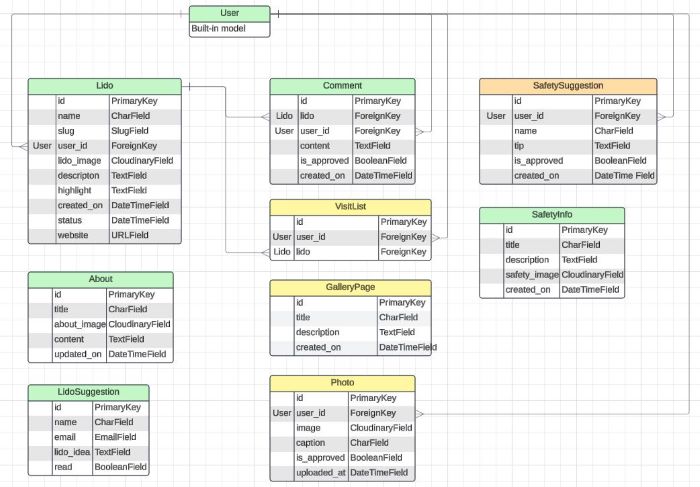 User
Built-in model
Lido
id PrimaryKey
name CharField
slug SlugField
User user_id ForeignKey
lido_image CloudinaryField
descripton TextField
highlight TextField
created_on DateTimeField
status DateTimeField
website URLField
Comment
id PrimaryKey
Lido lido ForeignKey
User user_id ForeignKey
content TextField
is_approved BooleanField
created_on DateTimeField
SafetySuggestion
id PrimaryKey
User user_id ForeignKey
name CharField
tip TextField
is_approved BooleanField
created_on DateTime Field
VisitList
id PrimaryKey
User user_id ForeignKey
Lido lido ForeignKey
SafetyInfo
id PrimaryKey
title CharField
description TextField
safety_image CloudinaryField
created_on DateTimeField
About
id PrimaryKey
title CharField
about_image CloudinaryField
content TextField
updated_on DateTimeField
GalleryPage
id PrimaryKey
title CharField
description TextField
created_on DateTimeField
LidoSuggestion
id PrimaryKey
name CharField
email EmailField
lido_idea TextField
read BooleanField
Photo
id PrimaryKey
User user_id ForeignKey
image CloudinaryField
caption CharField
is_approved BooleanField
uploaded_at DateTimeField